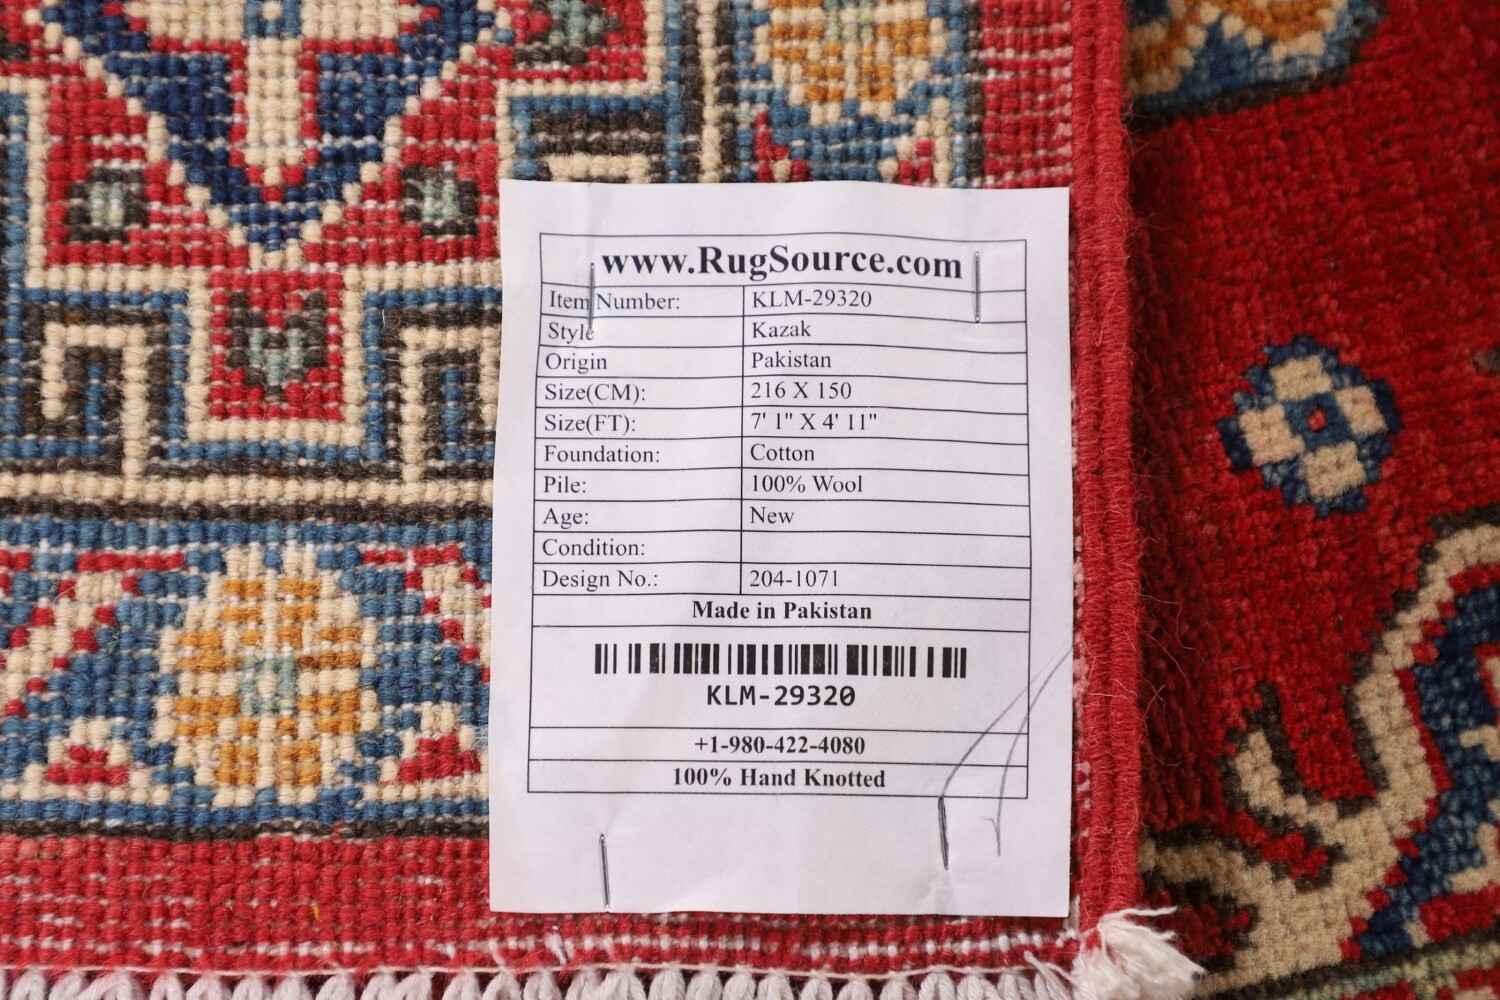 www.RugSource.com
Item Number: KLM-29320
Style Kazak
Origin Pakistan
Size(CM): 216 X 150
Size(FT): 7' 1" X 4' 11"
Foundation: Cotton
Pile: 100% Wool
Age: New
Condition:
Design No.: 204-1071
Made in Pakistan
KLM-29320
+1-980-422-4080
100% Hand Knotted